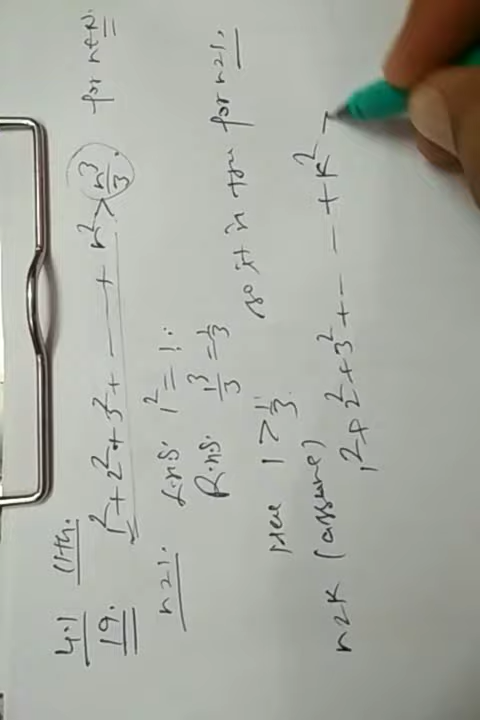 4.1 11th.
19. 1²+2²+3²+ — — + n² > n³/3. for n∈N.
n=1. L.H.S. 1² = 1.
R.H.S. 1³/3 = 1/3
Here 1 > 1/3. so it is true for n=1.
n=k (assume)
1²+2²+3²+ - - - + k²